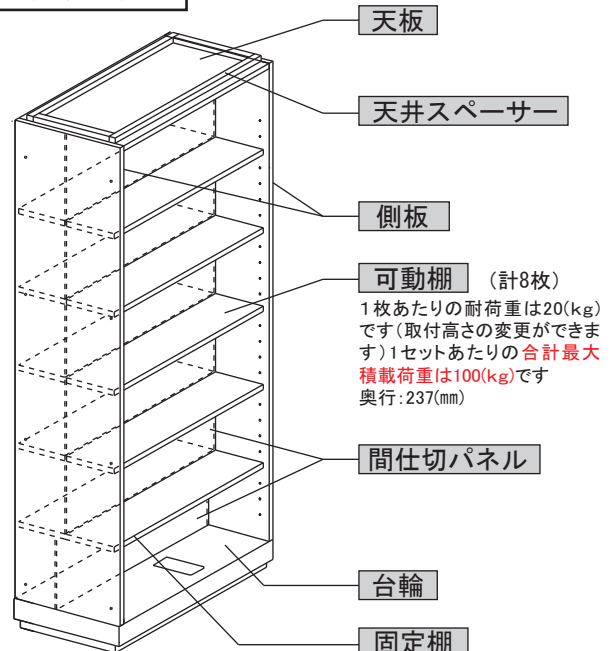 天板
天井スペーサー
側板
可動棚 (計8枚)
1枚あたりの耐荷重は20(kg)
です(取付高さの変更ができま
す)1セットあたりの合計最大
積載荷重は100(kg)です
奥行:237(㎜)
間仕切パネル
台輪
固定棚